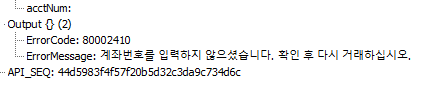 acctNum:
Output {} (2)
ErrorCode: 80002410
ErrorMessage: 계좌번호를 입력하지 않으셨습니다. 확인 후 다시 거래하십시오.
API_SEQ: 44d5983f4f57f20b5d32c3da9c734d6c